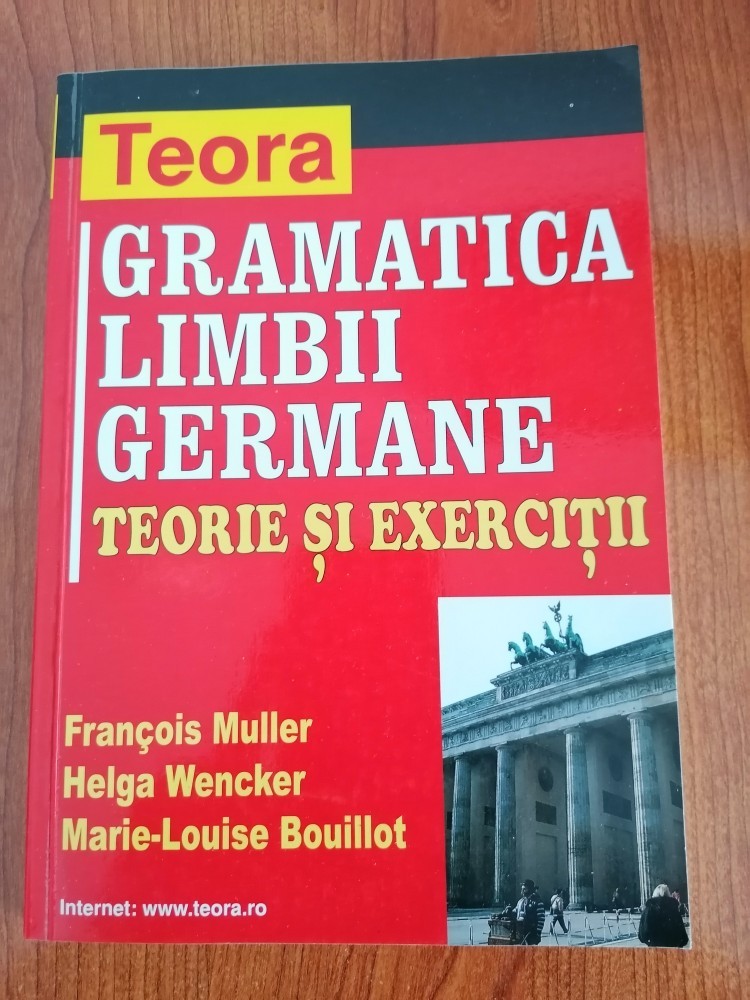 Teora
GRAMATICA
LIMBII
GERMANE
TEORIE ȘI EXERCIȚII
François Muller
Helga Wencker
Marie-Louise Bouillot
Internet: www.teora.ro